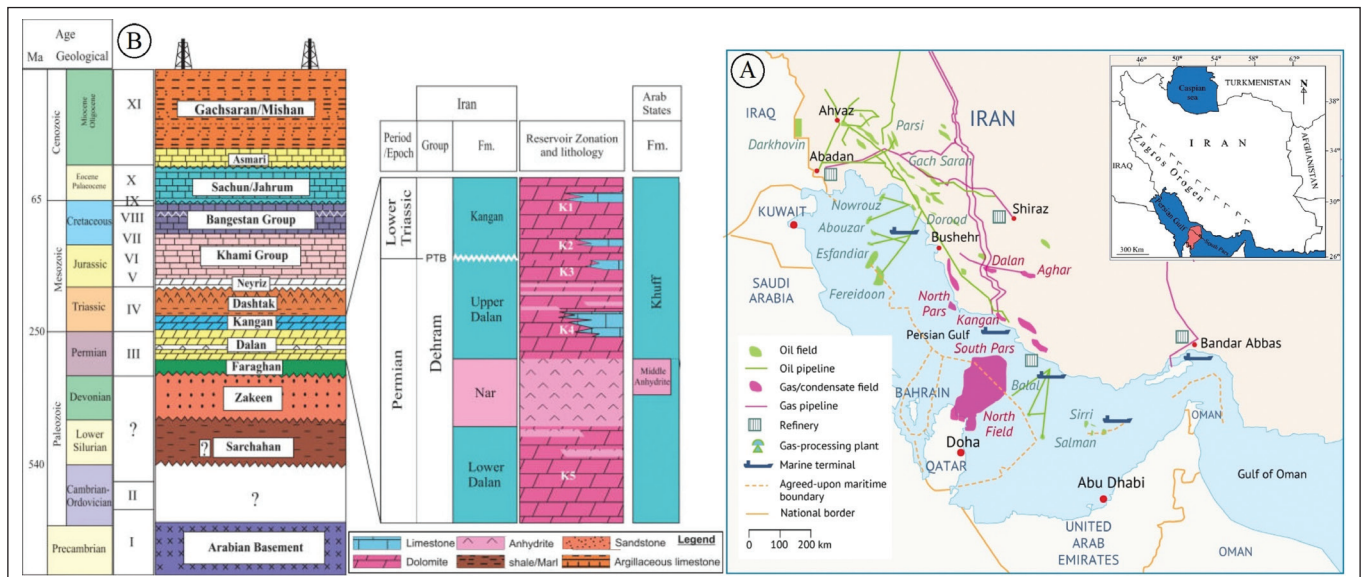 Age
Ma
Geological
B
Cenozoic
Mesozoic
Paleozoic
65
250
540
Miocene
Oligocene
Eocene
Palaeocene
Cretaceous
Jurassic
Triassic
Permian
Devonian
Lower
Silurian
Cambrian-
Ordovician
Precambrian
XI
X
IX
VIII
VII
VI
V
IV
III
?
II
I
Gachsaran/Mishan
Asmari
Sachun/Jahrum
Bangestan Group
Khami Group
Neyriz
Dashtak
Kangan
Dalan
Faraghan
Zakeen
? Sarchahan
?
Arabian Basement
Iran
Arab
States
Period
/Epoch
Group
Fm.
Reservoir Zonation
and lithology
Fm.
Lower
Triassic
PTB
Permian
Dehram
Kangan
Upper
Dalan
Nar
Lower
Dalan
K1
K2
K3
K4
K5
Khuff
Middle
Anhydrite
Limestone
Anhydrite
Sandstone
Legend
Dolomite
shale/Marl
Argillaceous limestone
A
IRAQ
Ahvaz
Parsi
IRAN
Darkhovin
Abadan
Gach Saran
KUWAIT
Nowrouz
Doroqd
Shiraz
Abouzar
Bushehr
Esfandiar
Dalan
Aghar
SAUDI
ARABIA
Fereidoon
North
Pars
Kangan
Persian Gulf
Bandar Abbas
South Pars
BAHRAIN
Balal
North
Field
Sirri
OMAN
Salman
Doha
QATAR
Gulf of Oman
Abu Dhabi
UNITED
ARAB
EMIRATES
OMAN
Oil field
Oil pipeline
Gas/condensate field
Gas pipeline
Refinery
Gas-processing plant
Marine terminal
Agreed-upon maritime
boundary
National border
0 100 200 km
46° 50° 54° 58° 62°
Caspian
sea
TURKMENISTAN
N
38°
34°
30°
26°
IRAN
AFGHANISTAN
IRAQ
Zagros Orogen
Persian Gulf
South Pars
300 Km